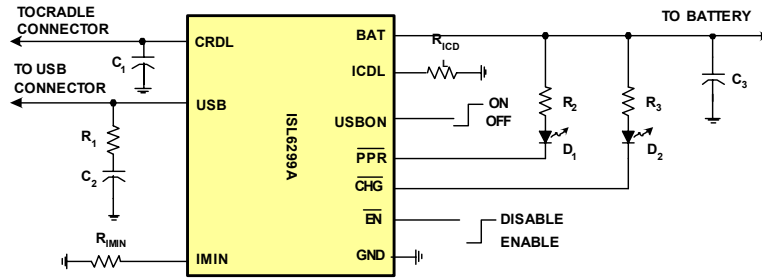 TOCRADLE
CONNECTOR
C1
TO USB
CONNECTOR
R1
C2
RIMIN
CRDL
USB
IMIN
ISL6299A
BAT
ICDL
USBON
PPR
CHG
EN
GND
RICD
L
ON
OFF
DISABLE
ENABLE
R2
D1
R3
D2
TO BATTERY
C3